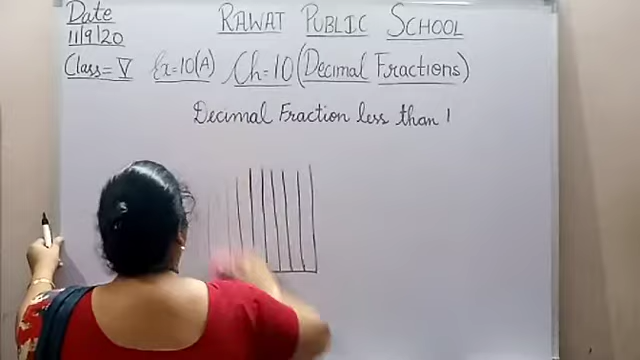 Date RAWAT PUBLIC SCHOOL
11/9/20
Class = V Ex = 10(A) Ch = 10 (Decimal Fractions)
Decimal Fraction less than 1